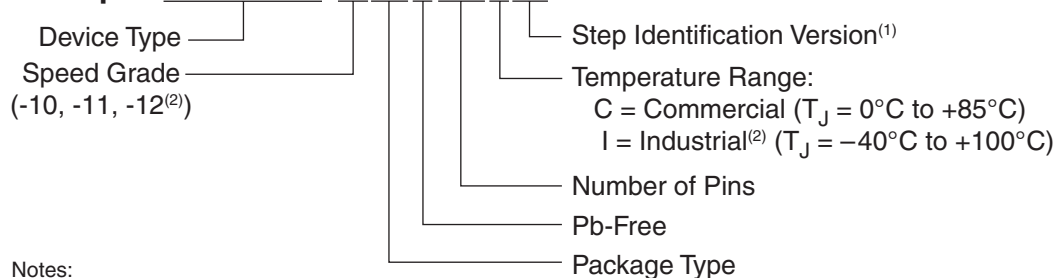 Device Type
Speed Grade
(-10, -11, -12(2))
Step Identification Version(1)
Temperature Range:
C = Commercial (TJ = 0°C to +85°C)
I = Industrial(2) (TJ = −40°C to +100°C)
Number of Pins
Pb-Free
Package Type
Notes: